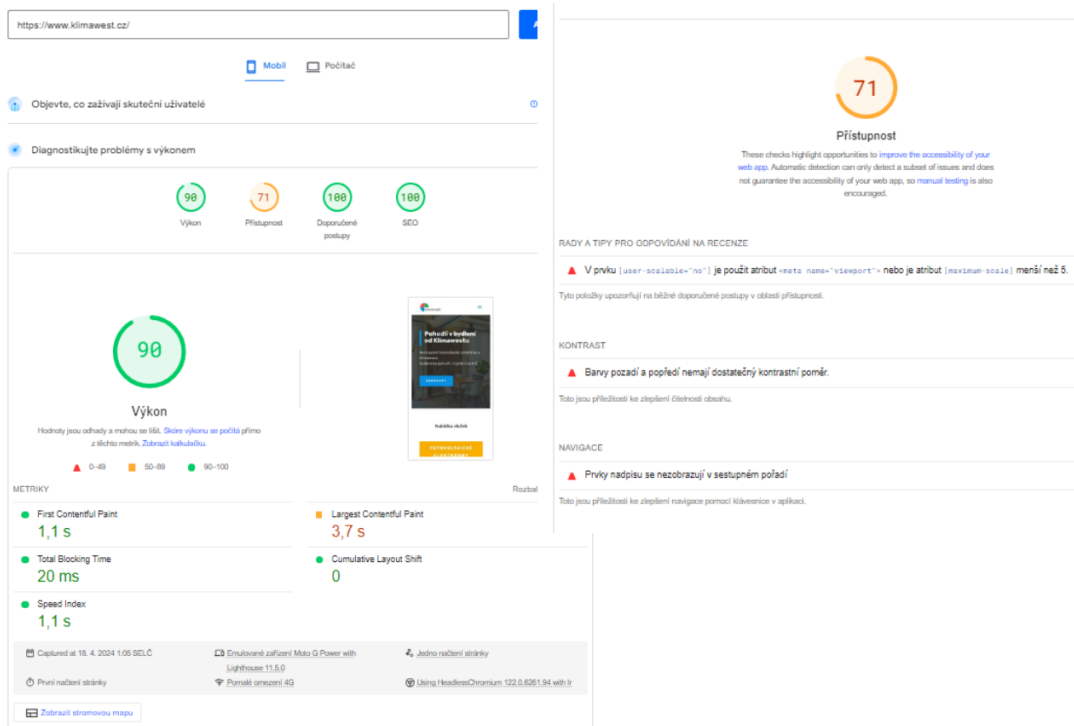 https://www.klimawest.cz/
Mobil
Počítač
Objevte, co zažívají skuteční uživatelé
Diagnostikujte problémy s výkonem
90
71
100
100
Výkon
Přístupnost
Doporučené
postupy
SEO
90
Výkon
Hodnoty jsou odhady a mohou se lišit. Skóre výkonu se počítá přímo
z těchto metrik. Zobrazit kalkulačku.
0–49
50–89
90–100
Pohodlí v bydlení
od Klimawestu
METRIKY
Rozbal
First Contentful Paint
1,1 s
Largest Contentful Paint
3,7 s
Total Blocking Time
20 ms
Cumulative Layout Shift
0
Speed Index
1,1 s
Captured at 18. 4. 2024 1:05 SELČ
Emulované zařízení Moto G Power with
Lighthouse 11.5.0
Jedno načtení stránky
První načtení stránky
Pomalé omezení 4G
Using HeadlessChromium 122.0.6261.94 with lr
Zobrazit stromovou mapu
71
Přístupnost
These checks highlight opportunities to improve the accessibility of your
web app. Automatic detection can only detect a subset of issues and does
not guarantee the accessibility of your web app, so manual testing is also
encouraged.
RADY A TIPY PRO ODPOVÍDÁNÍ NA RECENZE
V prvku [user-scalable="no"] je použit atribut <meta name="viewport"> nebo je atribut [maximum-scale] menší než 5.
Tyto položky upozorňují na běžné doporučené postupy v oblasti přístupnosti.
KONTRAST
Barvy pozadí a popředí nemají dostatečný kontrastní poměr.
Toto jsou příležitosti ke zlepšení čitelnosti obsahu.
NAVIGACE
Prvky nadpisu se nezobrazují v sestupném pořadí
Toto jsou příležitosti ke zlepšení navigace pomocí klávesnice v aplikaci.